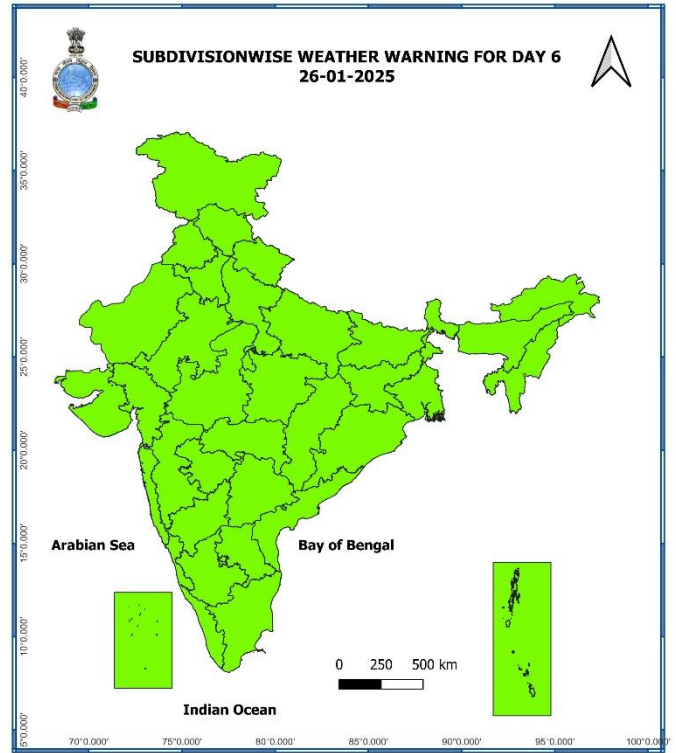 SUBDIVISIONWISE WEATHER WARNING FOR DAY 6
26-01-2025
40°0.000'
35°0.000'
30°0.000'
25°0.000'
20°0.000'
15°0.000'
10°0.000'
5°0.000'
Arabian Sea
Bay of Bengal
0 250 500 km
Indian Ocean
70°0.000' 75°0.000' 80°0.000' 85°0.000' 90°0.000' 95°0.000' 100°0.000'